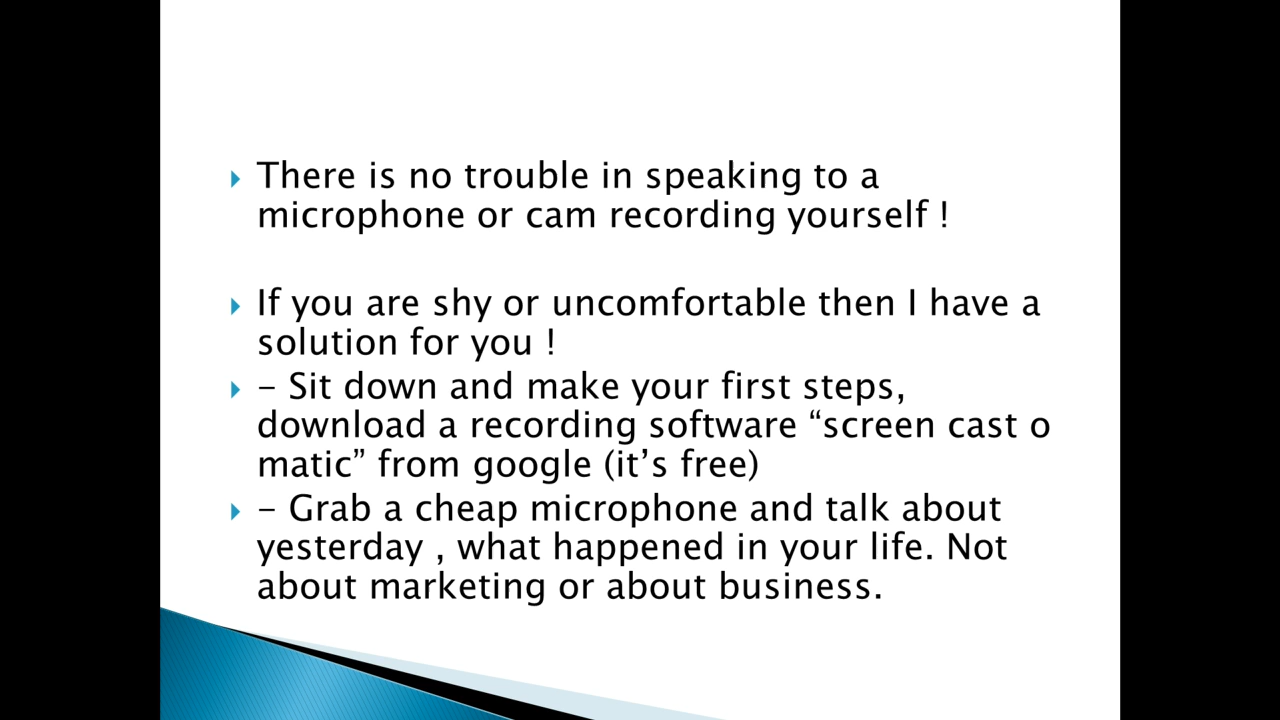 There is no trouble in speaking to a
microphone or cam recording yourself !
If you are shy or uncomfortable then I have a
solution for you !
– Sit down and make your first steps,
download a recording software “screen cast o
matic” from google (it’s free)
– Grab a cheap microphone and talk about
yesterday , what happened in your life. Not
about marketing or about business.